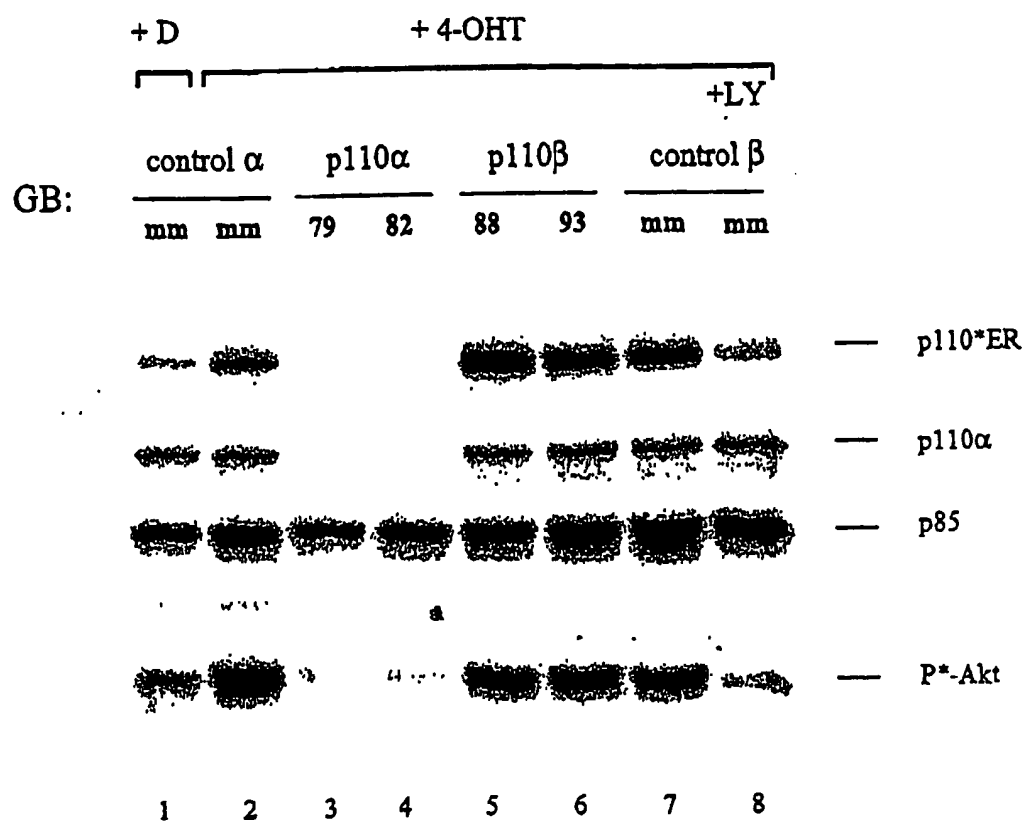 + D + 4-OHT
+LY
control α p110α p110β control β
GB:
mm mm 79 82 88 93 mm mm
p110*ER
p110α
p85
P*-Akt
1 2 3 4 5 6 7 8